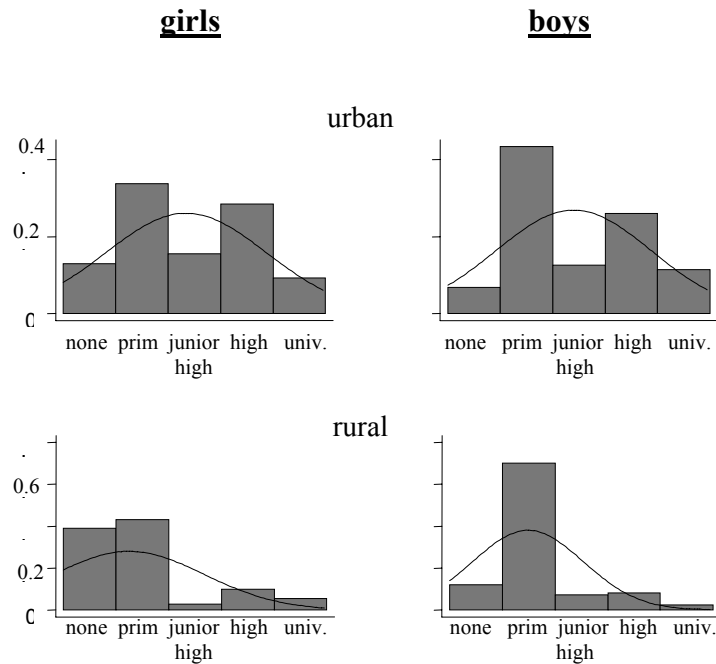 girls
boys
urban
0.4
0.2
0
none prim junior high univ.
high
none prim junior high univ.
high
rural
0.6
0.2
0
none prim junior high univ.
high
none prim junior high univ.
high